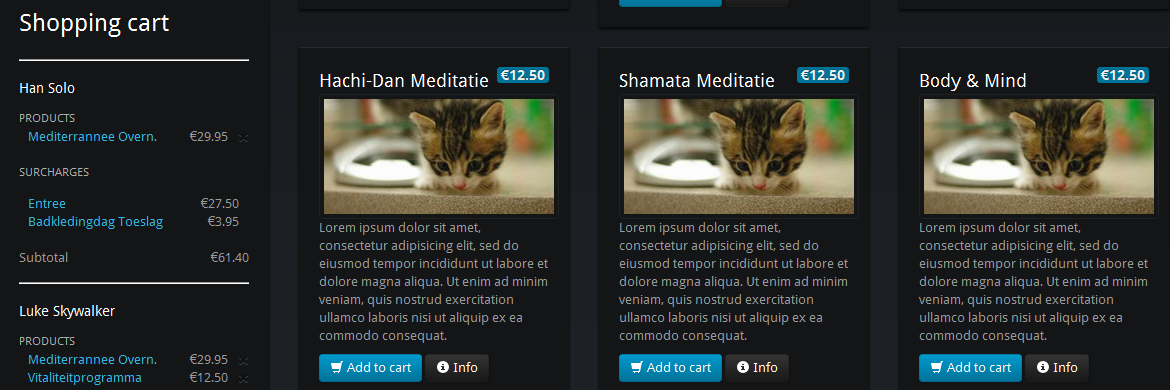 Shopping cart
Han Solo
PRODUCTS
Mediterrannee Overn. €29.95
SURCHARGES
Entree €27.50
Badkledingdag Toeslag €3.95
Subtotal €61.40
Luke Skywalker
PRODUCTS
Mediterrannee Overn. €29.95
Vitaliteitprogramma €12.50
Hachi-Dan Meditatie €12.50
Lorem ipsum dolor sit amet,
consectetur adipisicing elit, sed do
eiusmod tempor incididunt ut labore et
dolore magna aliqua. Ut enim ad minim
veniam, quis nostrud exercitation
ullamco laboris nisi ut aliquip ex ea
commodo consequat.
Add to cart Info
Shamata Meditatie €12.50
Lorem ipsum dolor sit amet,
consectetur adipisicing elit, sed do
eiusmod tempor incididunt ut labore et
dolore magna aliqua. Ut enim ad minim
veniam, quis nostrud exercitation
ullamco laboris nisi ut aliquip ex ea
commodo consequat.
Add to cart Info
Body & Mind €12.50
Lorem ipsum dolor sit amet,
consectetur adipisicing elit, sed do
eiusmod tempor incididunt ut labore et
dolore magna aliqua. Ut enim ad minim
veniam, quis nostrud exercitation
ullamco laboris nisi ut aliquip ex ea
commodo consequat.
Add to cart Info